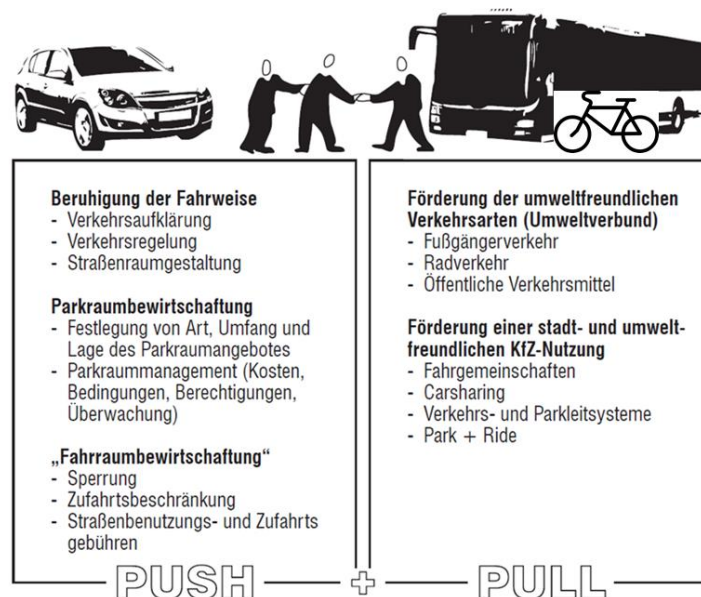 Beruhigung der Fahrweise
- Verkehrsaufklärung
- Verkehrsregelung
- Straßenraumgestaltung
Parkraumbewirtschaftung
- Festlegung von Art, Umfang und
Lage des Parkraumangebotes
- Parkraummanagement (Kosten,
Bedingungen, Berechtigungen,
Überwachung)
„Fahrraumbewirtschaftung“
- Sperrung
- Zufahrtsbeschränkung
- Straßenbenutzungs- und Zufahrts
gebühren
PUSH
+
Förderung der umweltfreundlichen
Verkehrsarten (Umweltverbund)
- Fußgängerverkehr
- Radverkehr
- Öffentliche Verkehrsmittel
Förderung einer stadt- und umwelt-
freundlichen KfZ-Nutzung
- Fahrgemeinschaften
- Carsharing
- Verkehrs- und Parkleitsysteme
- Park + Ride
PULL